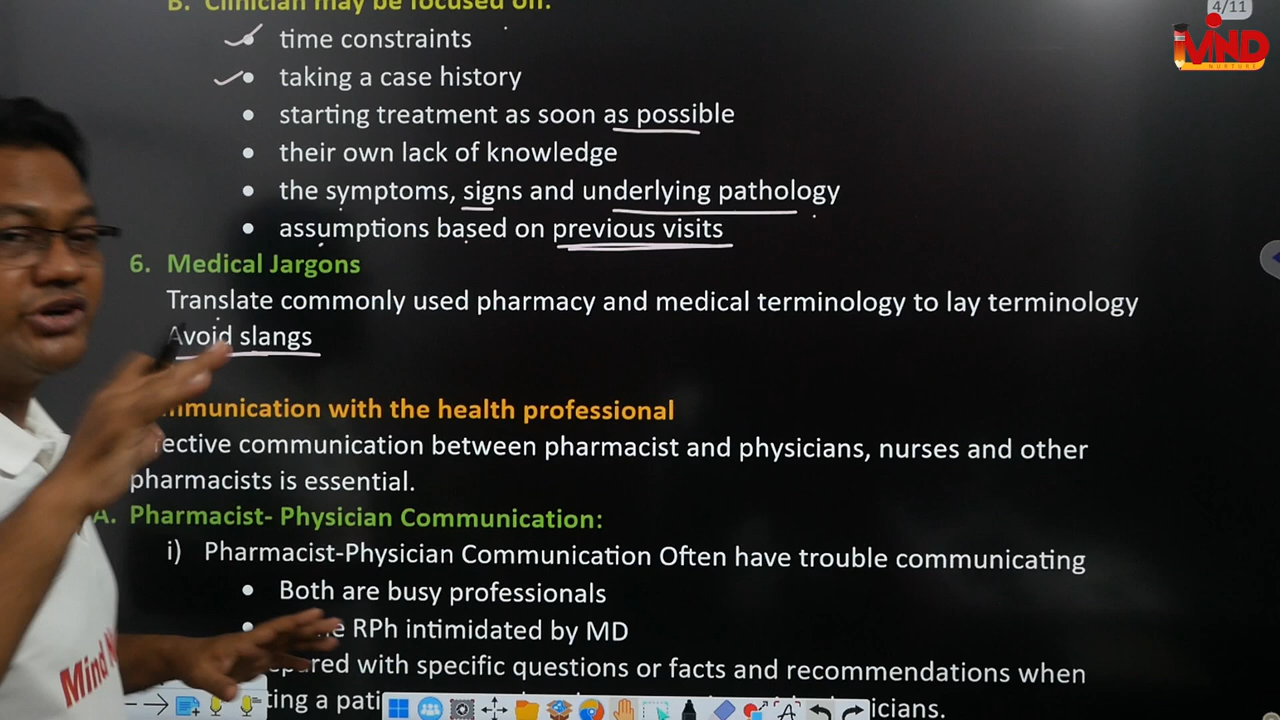 B. Clinician may be focused on:
4/11
MIND
NURTURE
time constraints
taking a case history
starting treatment as soon as possible
their own lack of knowledge
the symptoms, signs and underlying pathology
assumptions based on previous visits
6. Medical Jargons
Translate commonly used pharmacy and medical terminology to lay terminology
Avoid slangs
mmunication with the health professional
ective communication between pharmacist and physicians, nurses and other
pharmacists is essential.
A. Pharmacist- Physician Communication:
i) Pharmacist-Physician Communication Often have trouble communicating
Both are busy professionals
RPh intimidated by MD
pared with specific questions or facts and recommendations when
ting a pati
icians.
Mind N